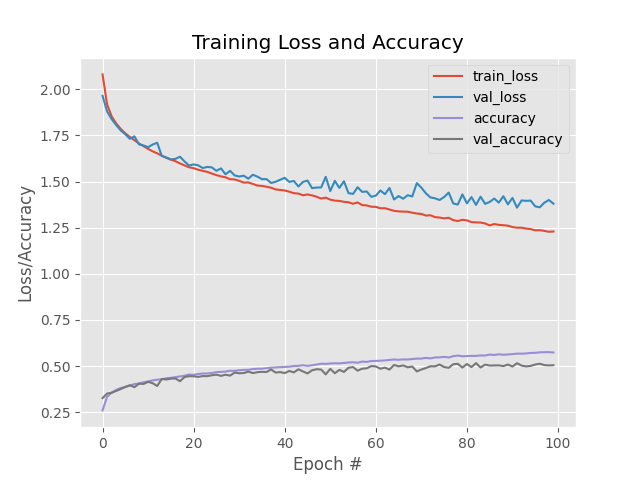 Training Loss and Accuracy
train_loss
val_loss
accuracy
val_accuracy
2.00
1.75
1.50
1.25
1.00
0.75
0.50
0.25
Loss/Accuracy
0 20 40 60 80 100
Epoch #